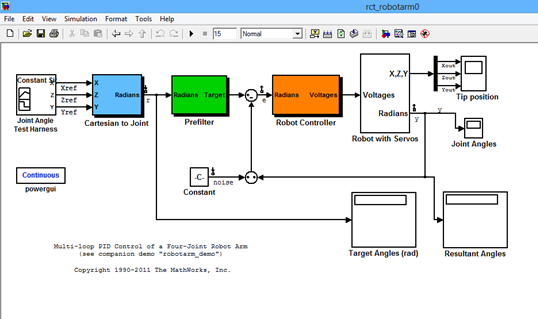 rct_robotarm0
File Edit View Simulation Format Tools Help
15 Normal
Constant Si
X
Z
Y
Xref
Zref
Yref
Joint Angle
Test Harness
X
Z
Y
Radians
Cartesian to Joint
r
Radians Target
Prefilter
e
Radians Voltages
Robot Controller
X,Y,Z
Voltages
Radians
Robot with Servos
y
Xout
Zout
Yout
Tip position
y
Joint Angles
Continuous
powergui
-C-
Constant
noise
Target Angles (rad)
Resultant Angles
Multi-loop PID Control of a Four-Joint Robot Arm
(see companion demo "robotarm_demo")
Copyright 1990-2011 The MathWorks, Inc.